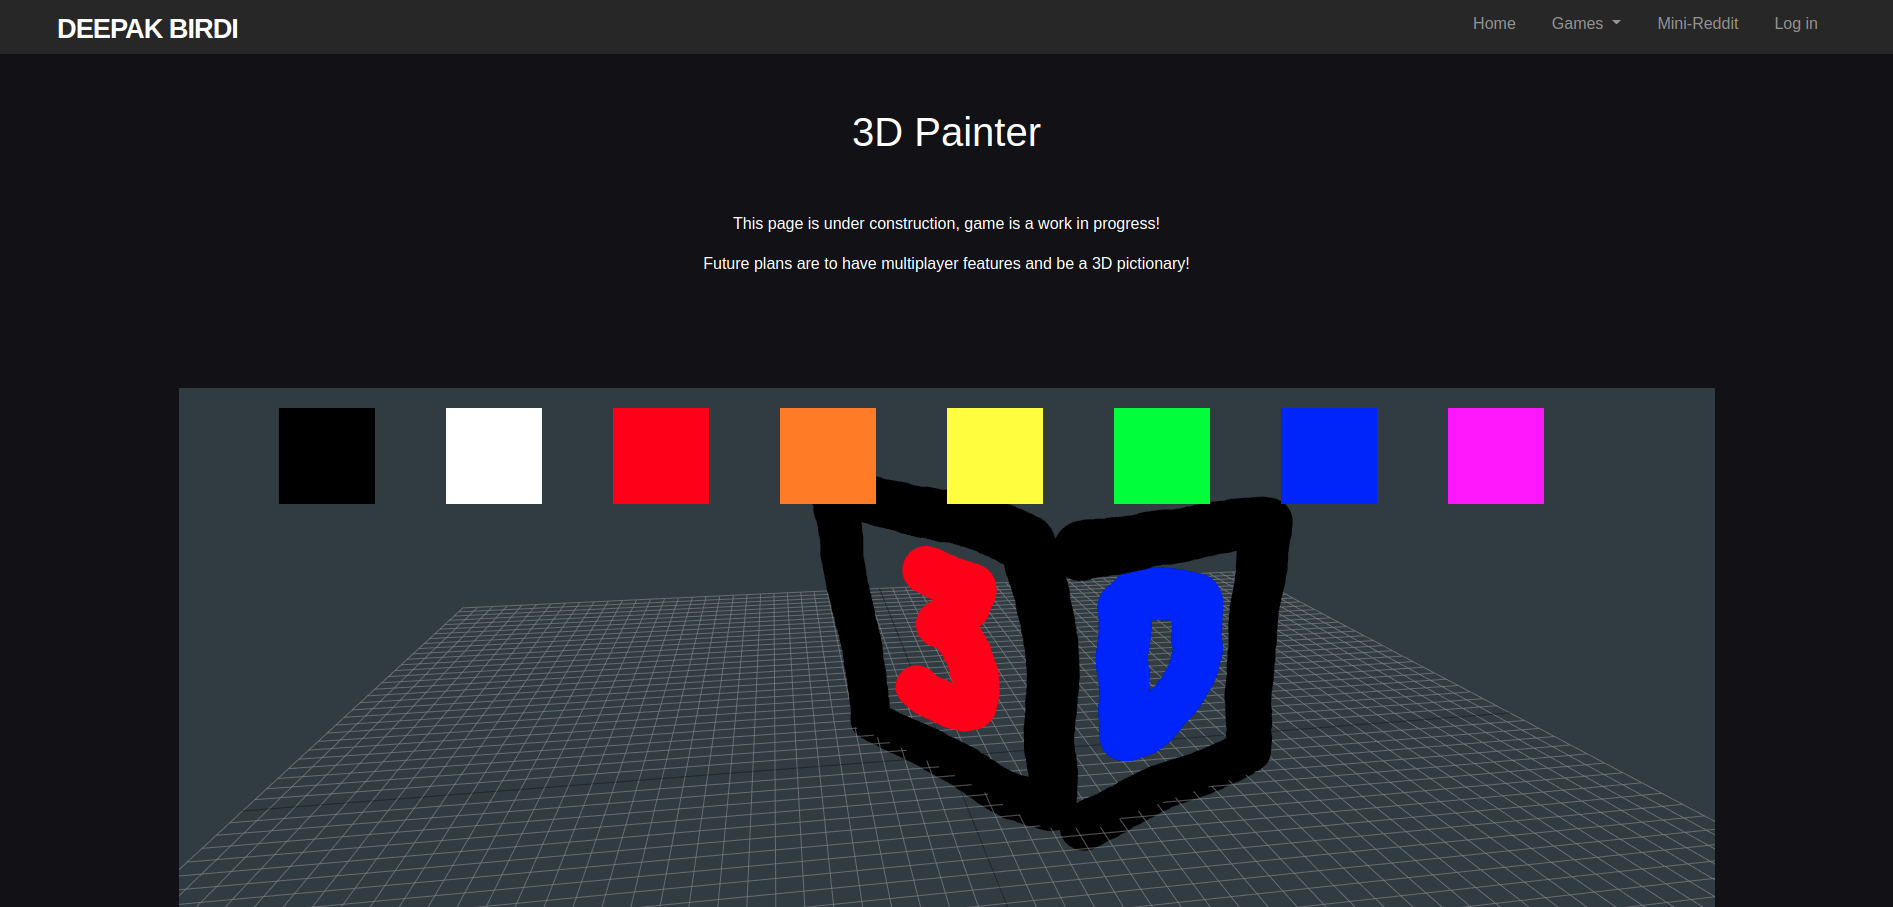 DEEPAK BIRDI
Home Games Mini-Reddit Log in
3D Painter
This page is under construction, game is a work in progress!
Future plans are to have multiplayer features and be a 3D pictionary!
3D